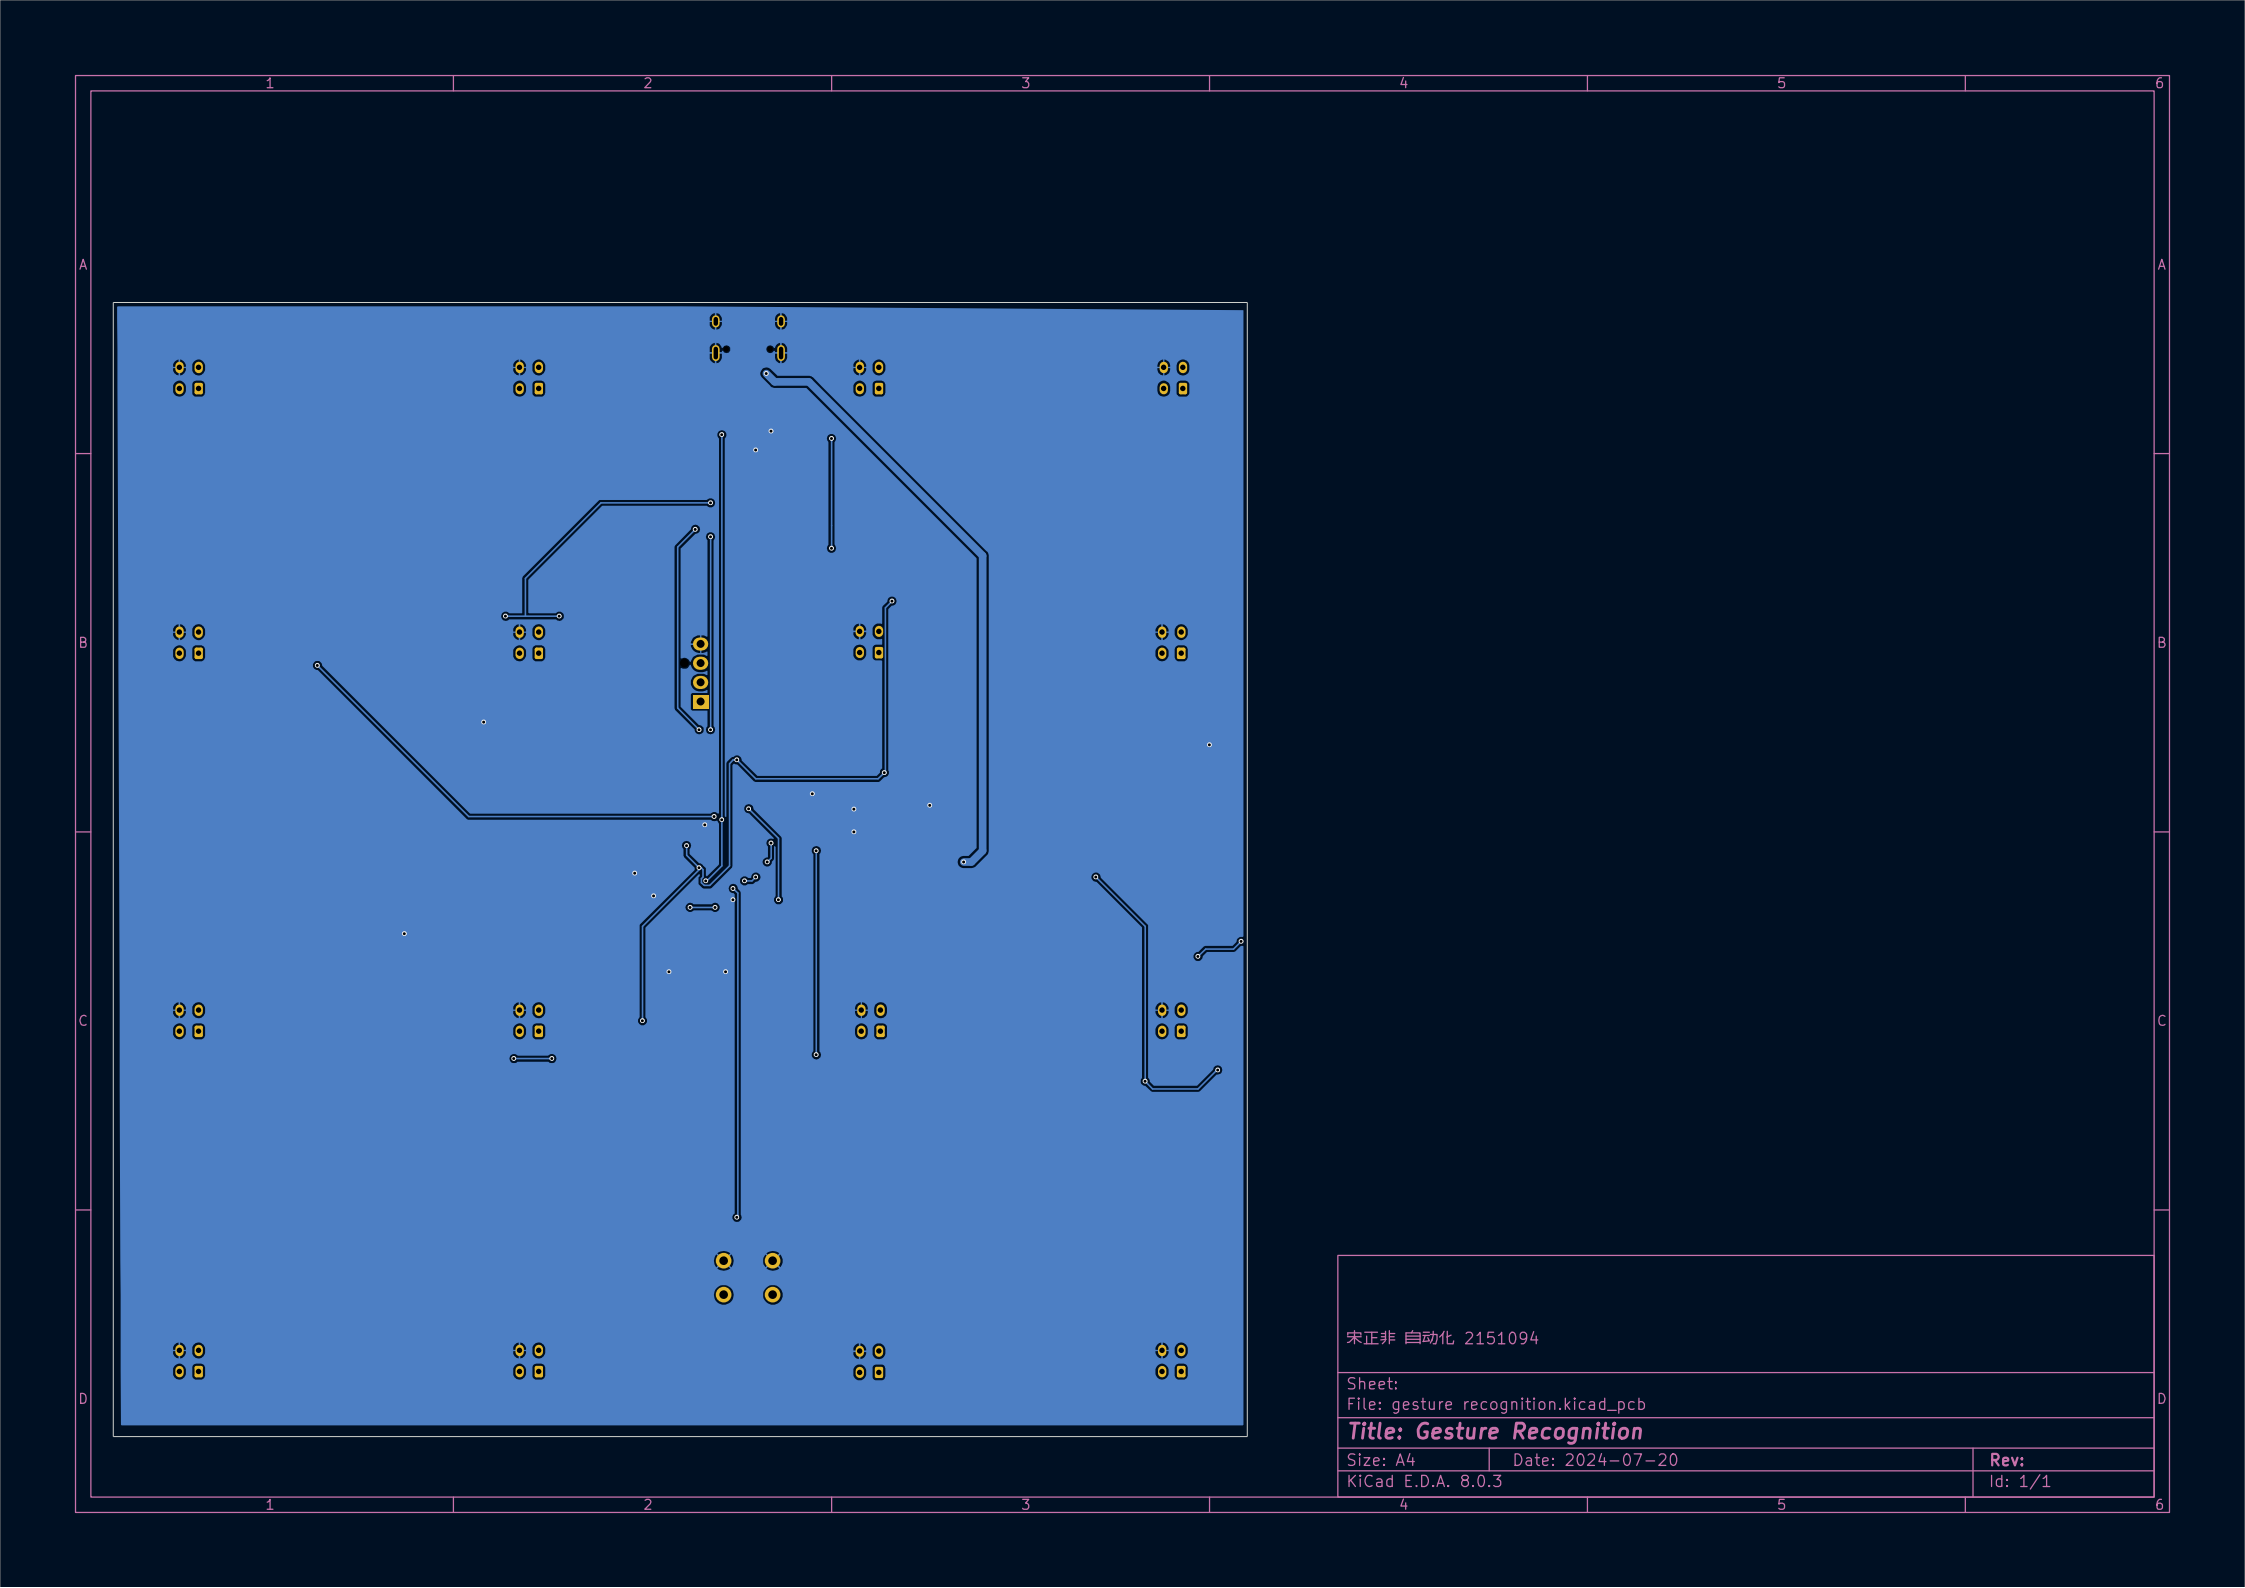 1 2 3 4 5 6
A A
B B
C C
宋正非 自动化 2151094
Sheet:
File: gesture recognition.kicad_pcb
D D
Title: Gesture Recognition
Size: A4 Date: 2024-07-20 Rev:
KiCad E.D.A. 8.0.3 Id: 1/1
1 2 3 4 5 6